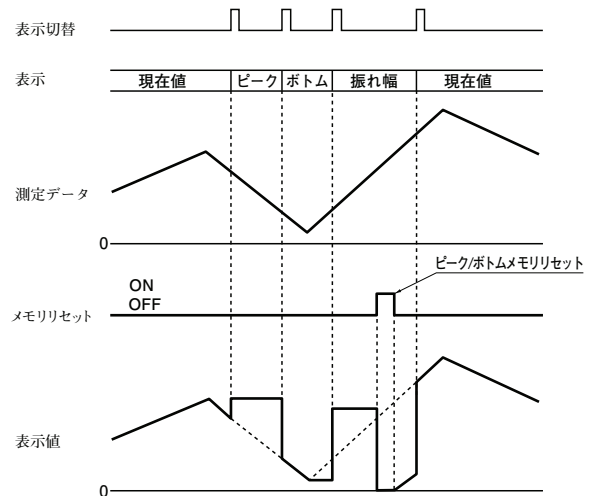 表示切替
表示
現在値
ピーク
ボトム
振れ幅
現在値
測定データ
0
ピーク/ボトムメモリリセット
ON
OFF
メモリリセット
表示値
0